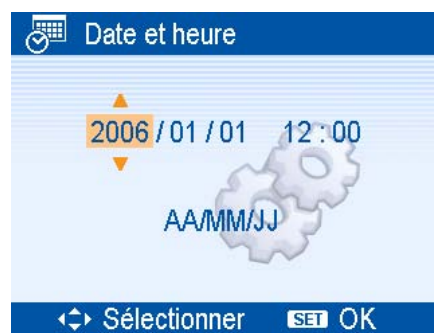 Date et heure
2006 / 01 / 01 12 : 00
AA/MM/JJ
Sélectionner SET OK